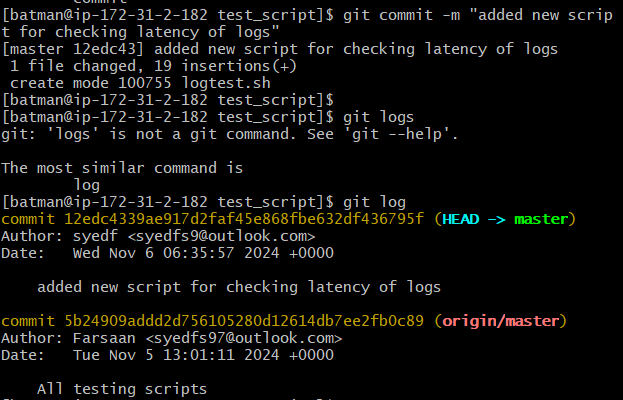 commit
[batman@ip-172-31-2-182 test_script]$ git commit -m "added new scrip
t for checking latency of logs"
[master 12edc43] added new script for checking latency of logs
 1 file changed, 19 insertions(+)
 create mode 100755 logtest.sh
[batman@ip-172-31-2-182 test_script]$
[batman@ip-172-31-2-182 test_script]$ git logs
git: 'logs' is not a git command. See 'git --help'.

The most similar command is
        log
[batman@ip-172-31-2-182 test_script]$ git log
commit 12edc4339ae917d2faf45e868fbe632df436795f (HEAD -> master)
Author: syedf <syedfs9@outlook.com>
Date:   Wed Nov 6 06:35:57 2024 +0000

    added new script for checking latency of logs

commit 5b24909addd2d756105280d12614db7ee2fb0c89 (origin/master)
Author: Farsaan <syedfs97@outlook.com>
Date:   Tue Nov 5 13:01:11 2024 +0000

    All testing scripts